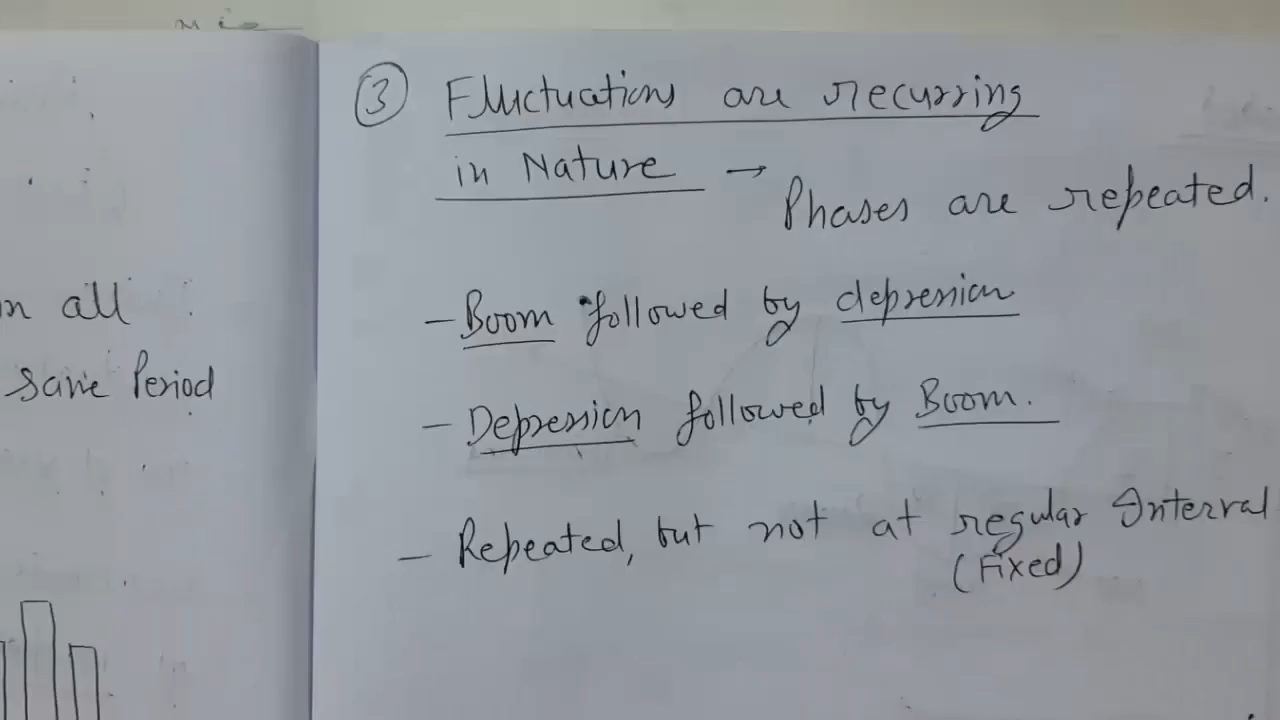 n all
same Period
③ Fluctuations are recurring
in Nature → Phases are repeated.
- Boom followed by depression
- Depression followed by Boom.
- Repeated, but not at regular Interval
(Fixed)